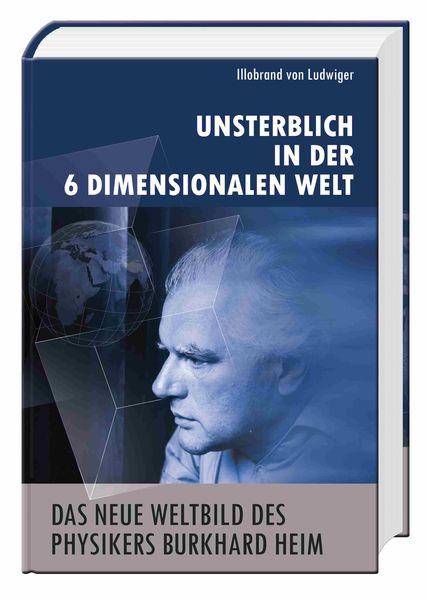 Illobrand von Ludwiger
UNSTERBLICH
IN DER
6 DIMENSIONALEN WELT
DAS NEUE WELTBILD DES
PHYSIKERS BURKHARD HEIM